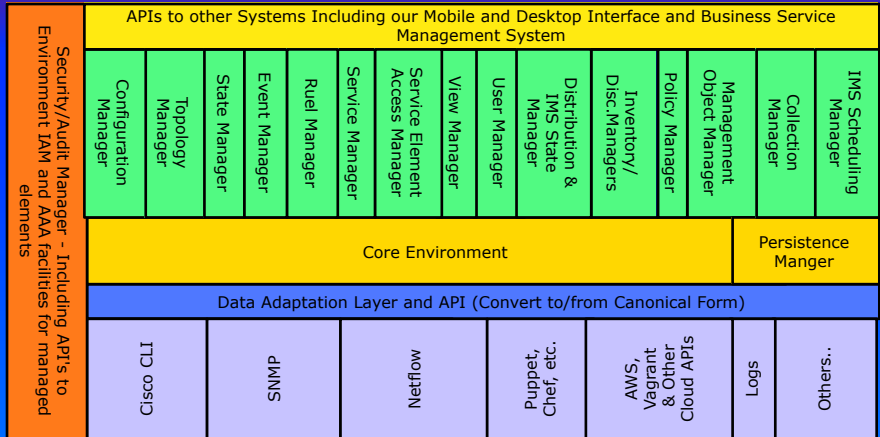 APIs to other Systems Including our Mobile and Desktop Interface and Business Service
Management System
Security/Audit Manager - Including API's to
Environment IAM and AAA facilities for managed
elements
Configuration
Manager
Topology
Manager
State Manager
Event Manager
Ruel Manager
Service Manager
Service Element
Access Manager
View Manager
User Manager
Distribution &
IMS State
Manager
Inventory/
Disc.Managers
Policy Manager
Management
Object Manager
Collection
Manager
IMS Scheduling
Manager
Core Environment
Persistence
Manger
Data Adaptation Layer and API (Convert to/from Canonical Form)
Cisco CLI
SNMP
Netflow
Puppet,
Chef, etc.
AWS,
Vagrant
& Other
Cloud APIs
Logs
Others..